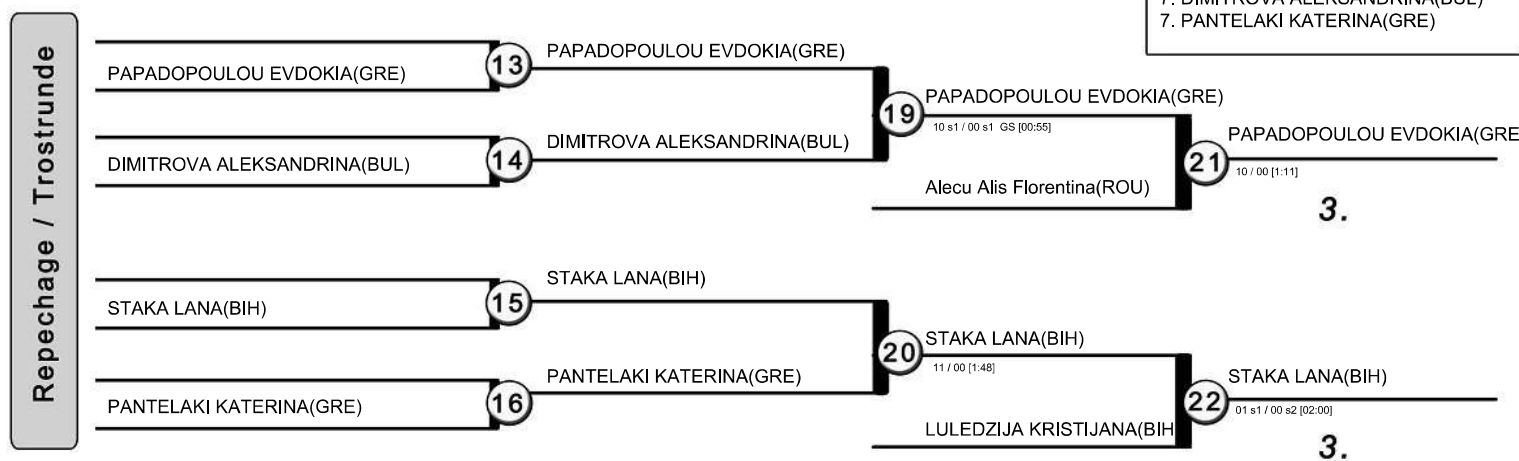 7. DIMITROVA ALEKSANDRINA(BUL)
7. PANTELAKI KATERINA(GRE)
Repechage / Trostrunde
PAPADOPOULOU EVDOKIA(GRE)
13
PAPADOPOULOU EVDOKIA(GRE)
DIMITROVA ALEKSANDRINA(BUL)
14
DIMITROVA ALEKSANDRINA(BUL)
19
PAPADOPOULOU EVDOKIA(GRE)
10 s1 / 00 s1 GS [00:55]
Alecu Alis Florentina(ROU)
21
PAPADOPOULOU EVDOKIA(GRE
10 / 00 [1:11]
3.
STAKA LANA(BIH)
15
STAKA LANA(BIH)
PANTELAKI KATERINA(GRE)
16
PANTELAKI KATERINA(GRE)
20
STAKA LANA(BIH)
11 / 00 [1:48]
LULEDZIJA KRISTIJANA(BIH
22
STAKA LANA(BIH)
01 s1 / 00 s2 [02:00]
3.